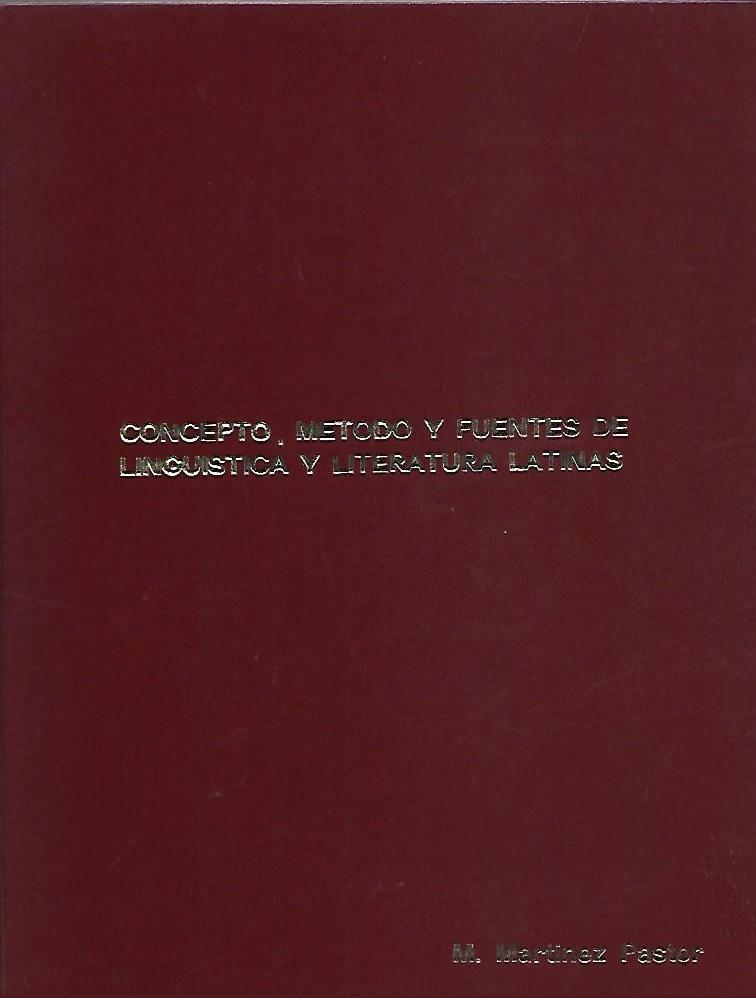 CONCEPTO, METODO Y FUENTES DE
LINGUISTICA Y LITERATURA LATINAS
M. Martinez Pastor